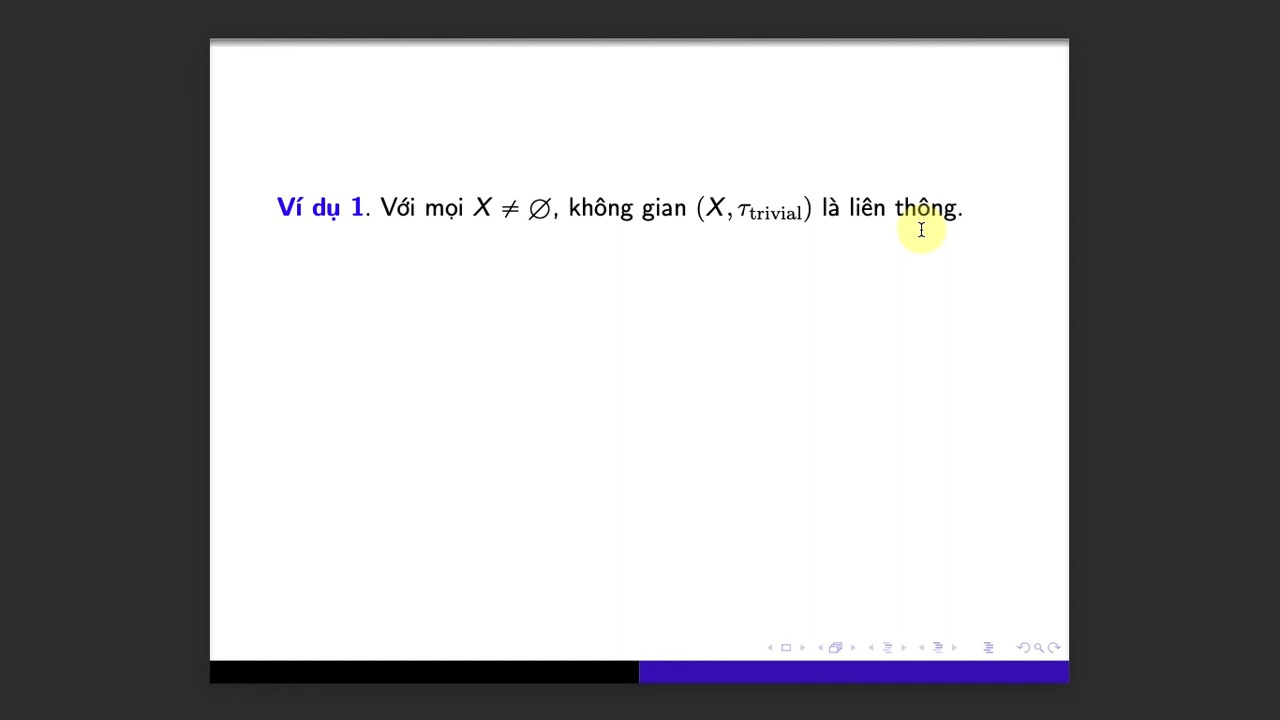 Ví dụ 1. Với mọi X ≠ ∅, không gian (X, τ_trivial) là liên thông.